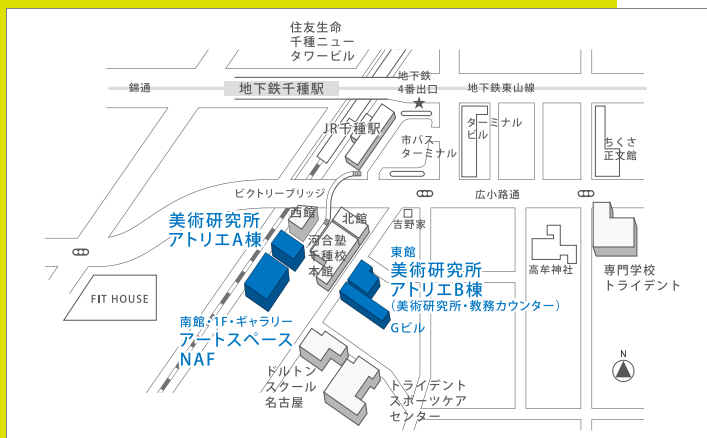 住友生命
千種ニュー
タワービル
錦通
地下鉄千種駅
地下鉄
4番出口
地下鉄東山線
JR千種駅
市バス
ターミナル
ターミナル
ビル
ちくさ
正文館
ビクトリーブリッジ
広小路通
美術研究所
アトリエA棟
西館
北館
吉野家
河合塾
千種校
本館
東館
美術研究所
アトリエB棟
（美術研究所・教務カウンター）
Gビル
高牟神社
専門学校
トライデント
FIT HOUSE
南館・1F・ギャラリー
アートスペース
NAF
ドルトン
スクール
名古屋
トライデント
スポーツケア
センター
N